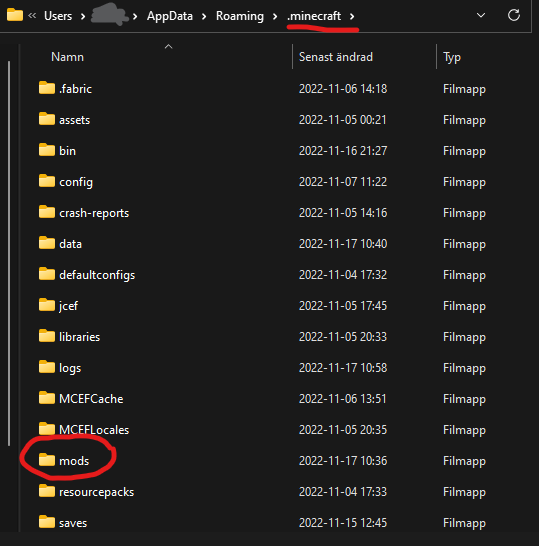 Users > AppData > Roaming > .minecraft >
Namn Senast ändrad Typ
.fabric 2022-11-06 14:18 Filmapp
assets 2022-11-05 00:21 Filmapp
bin 2022-11-16 21:27 Filmapp
config 2022-11-07 11:22 Filmapp
crash-reports 2022-11-05 14:16 Filmapp
data 2022-11-17 10:40 Filmapp
defaultconfigs 2022-11-04 17:32 Filmapp
jcef 2022-11-05 17:45 Filmapp
libraries 2022-11-05 20:33 Filmapp
logs 2022-11-17 10:58 Filmapp
MCEFCache 2022-11-06 13:51 Filmapp
MCEFLocales 2022-11-05 20:35 Filmapp
mods 2022-11-17 10:36 Filmapp
resourcepacks 2022-11-04 17:33 Filmapp
saves 2022-11-15 12:45 Filmapp